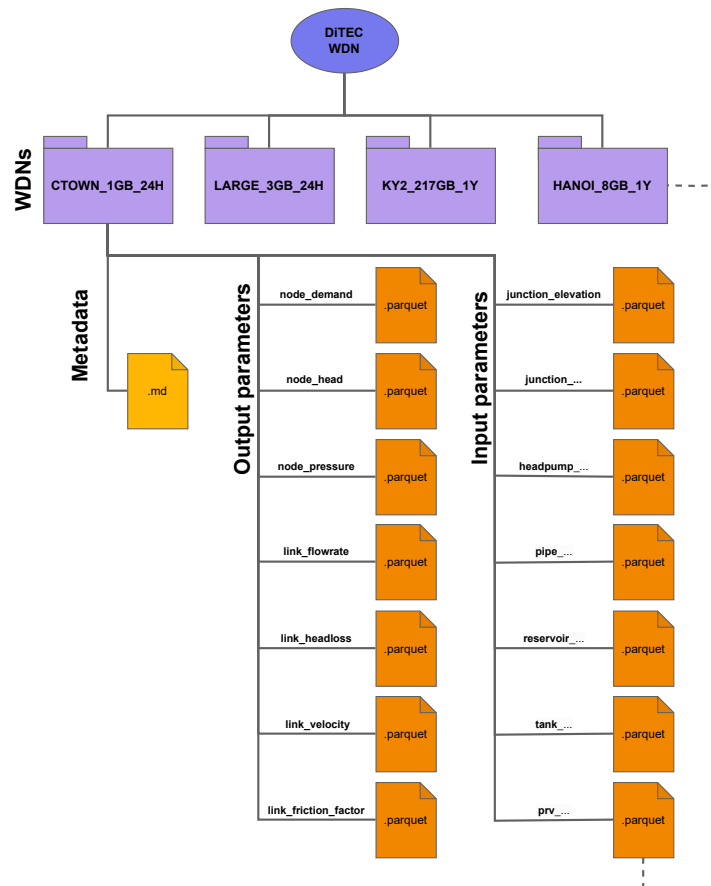 DiTEC
WDN
WDNs
CTOWN_1GB_24H
LARGE_3GB_24H
KY2_217GB_1Y
HANOI_8GB_1Y
Metadata
.md
Output parameters
node_demand
.parquet
node_head
.parquet
node_pressure
.parquet
link_flowrate
.parquet
link_headloss
.parquet
link_velocity
.parquet
link_friction_factor
.parquet
Input parameters
junction_elevation
.parquet
junction_...
.parquet
headpump_...
.parquet
pipe_...
.parquet
reservoir_...
.parquet
tank_...
.parquet
prv_...
.parquet